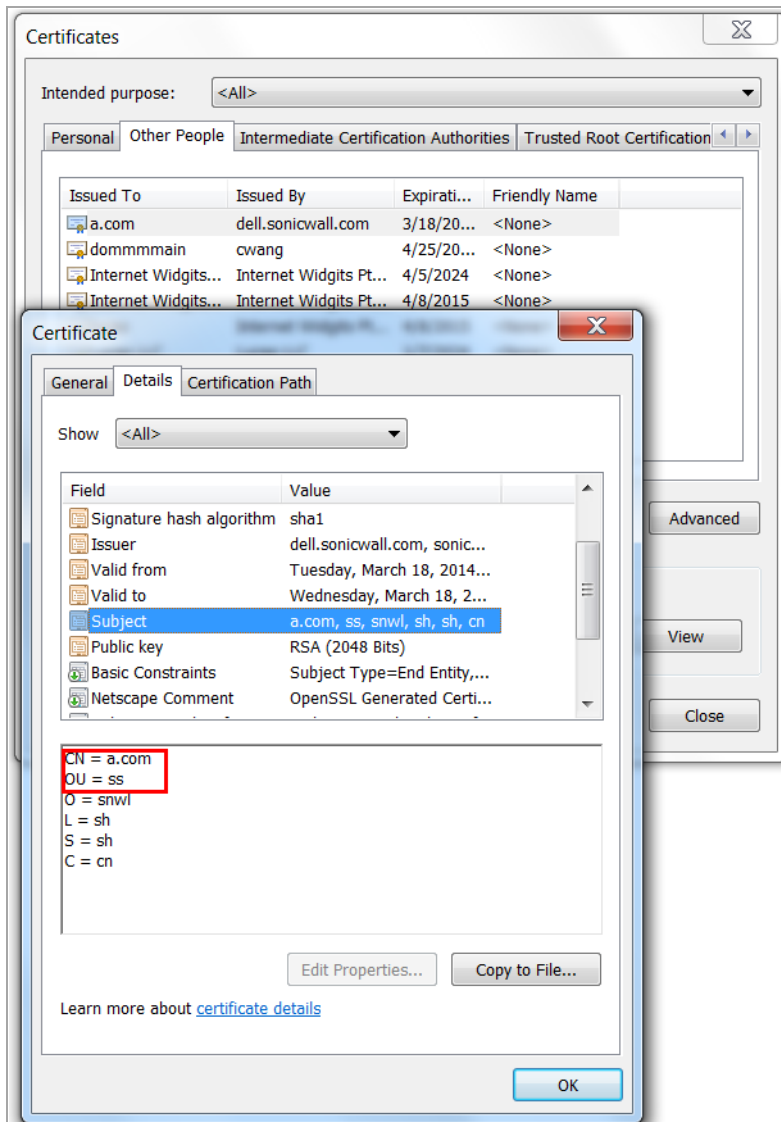 Certificates
Intended purpose: <All>
Personal Other People Intermediate Certification Authorities Trusted Root Certification
Issued To Issued By Expirati... Friendly Name
a.com dell.sonicwall.com 3/18/20... <None>
dommmmain cwang 4/25/20... <None>
Internet Widgits... Internet Widgits Pt... 4/5/2024 <None>
Internet Widgits... Internet Widgits Pt... 4/8/2015 <None>
Certificate
General Details Certification Path
Show <All>
Field Value
Signature hash algorithm sha1
Issuer dell.sonicwall.com, sonic...
Valid from Tuesday, March 18, 2014...
Valid to Wednesday, March 18, 2...
Subject a.com, ss, snwl, sh, sh, cn
Public key RSA (2048 Bits)
Basic Constraints Subject Type=End Entity,...
Netscape Comment OpenSSL Generated Certi...
Advanced
View
Close
CN = a.com
OU = ss
O = snwl
L = sh
S = sh
C = cn
Edit Properties... Copy to File...
Learn more about certificate details
OK